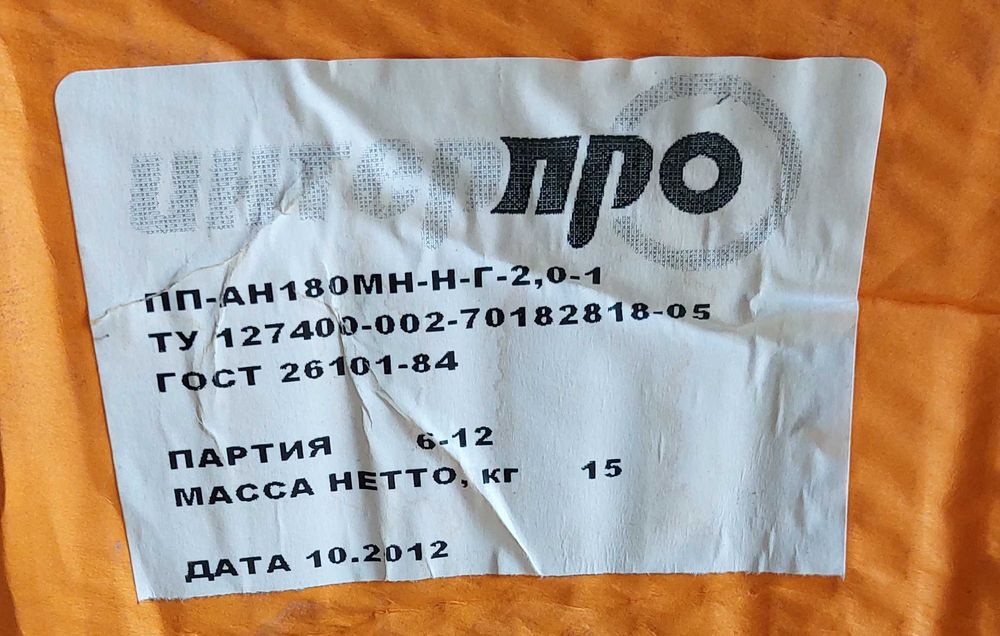 интерпро
ПП-АН180МН-Н-Г-2,0-1
ТУ 127400-002-70182818-05
ГОСТ 26101-84
ПАРТИЯ 6-12
МАССА НЕТТО, кг 15
ДАТА 10.2012